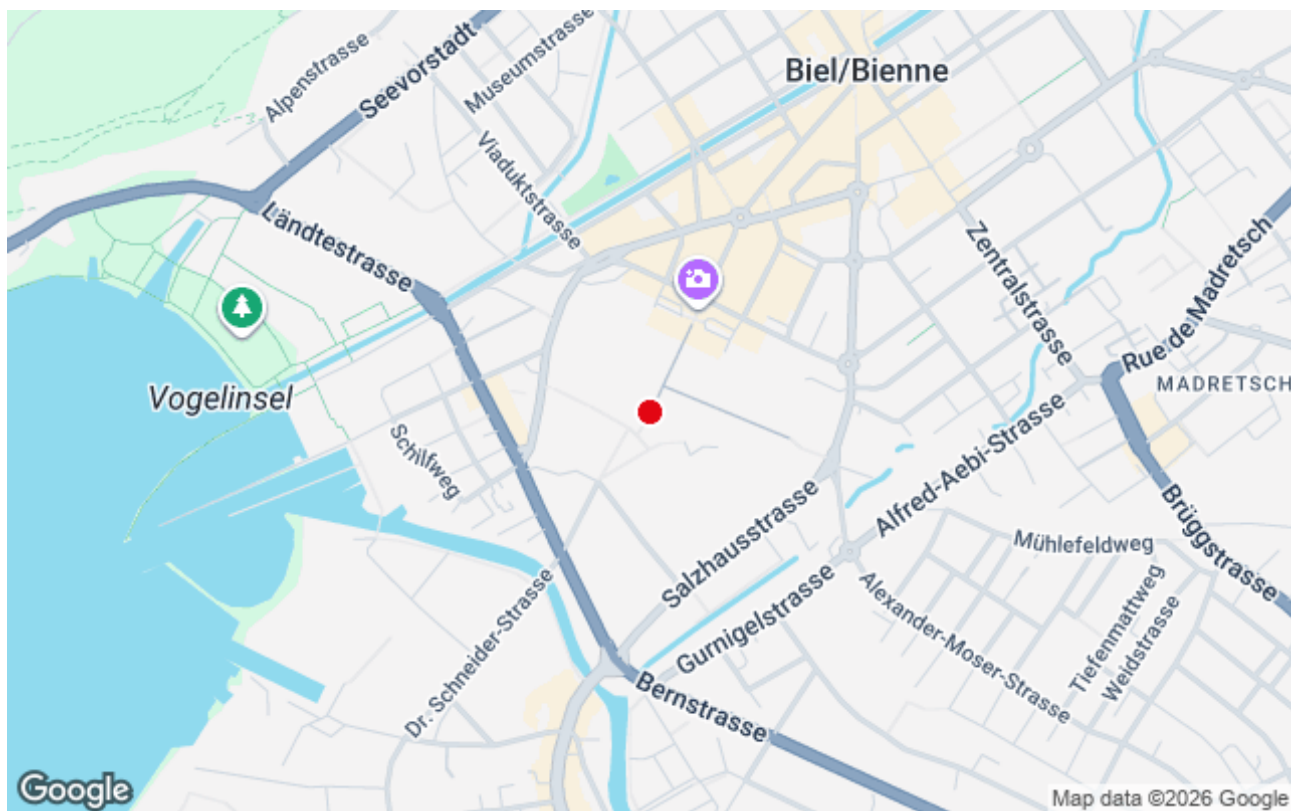 Alpenstrasse
Seevorstadt
Museumstrasse
Biel/Bienne
Viaduktstrasse
Ländtestrasse
Zentralstrasse
Rue de Madretsch
Vogelinsel
MADRETSCH
Schilfweg
Alfred-Aebi-Strasse
Brüggstrasse
Salzhausstrasse
Mühlefeldweg
Dr. Schneider-Strasse
Gurnigelstrasse
Alexander-Moser-Strasse
Tiefenmattweg
Weidstrasse
Bernstrasse
Google
Map data ©2026 Google